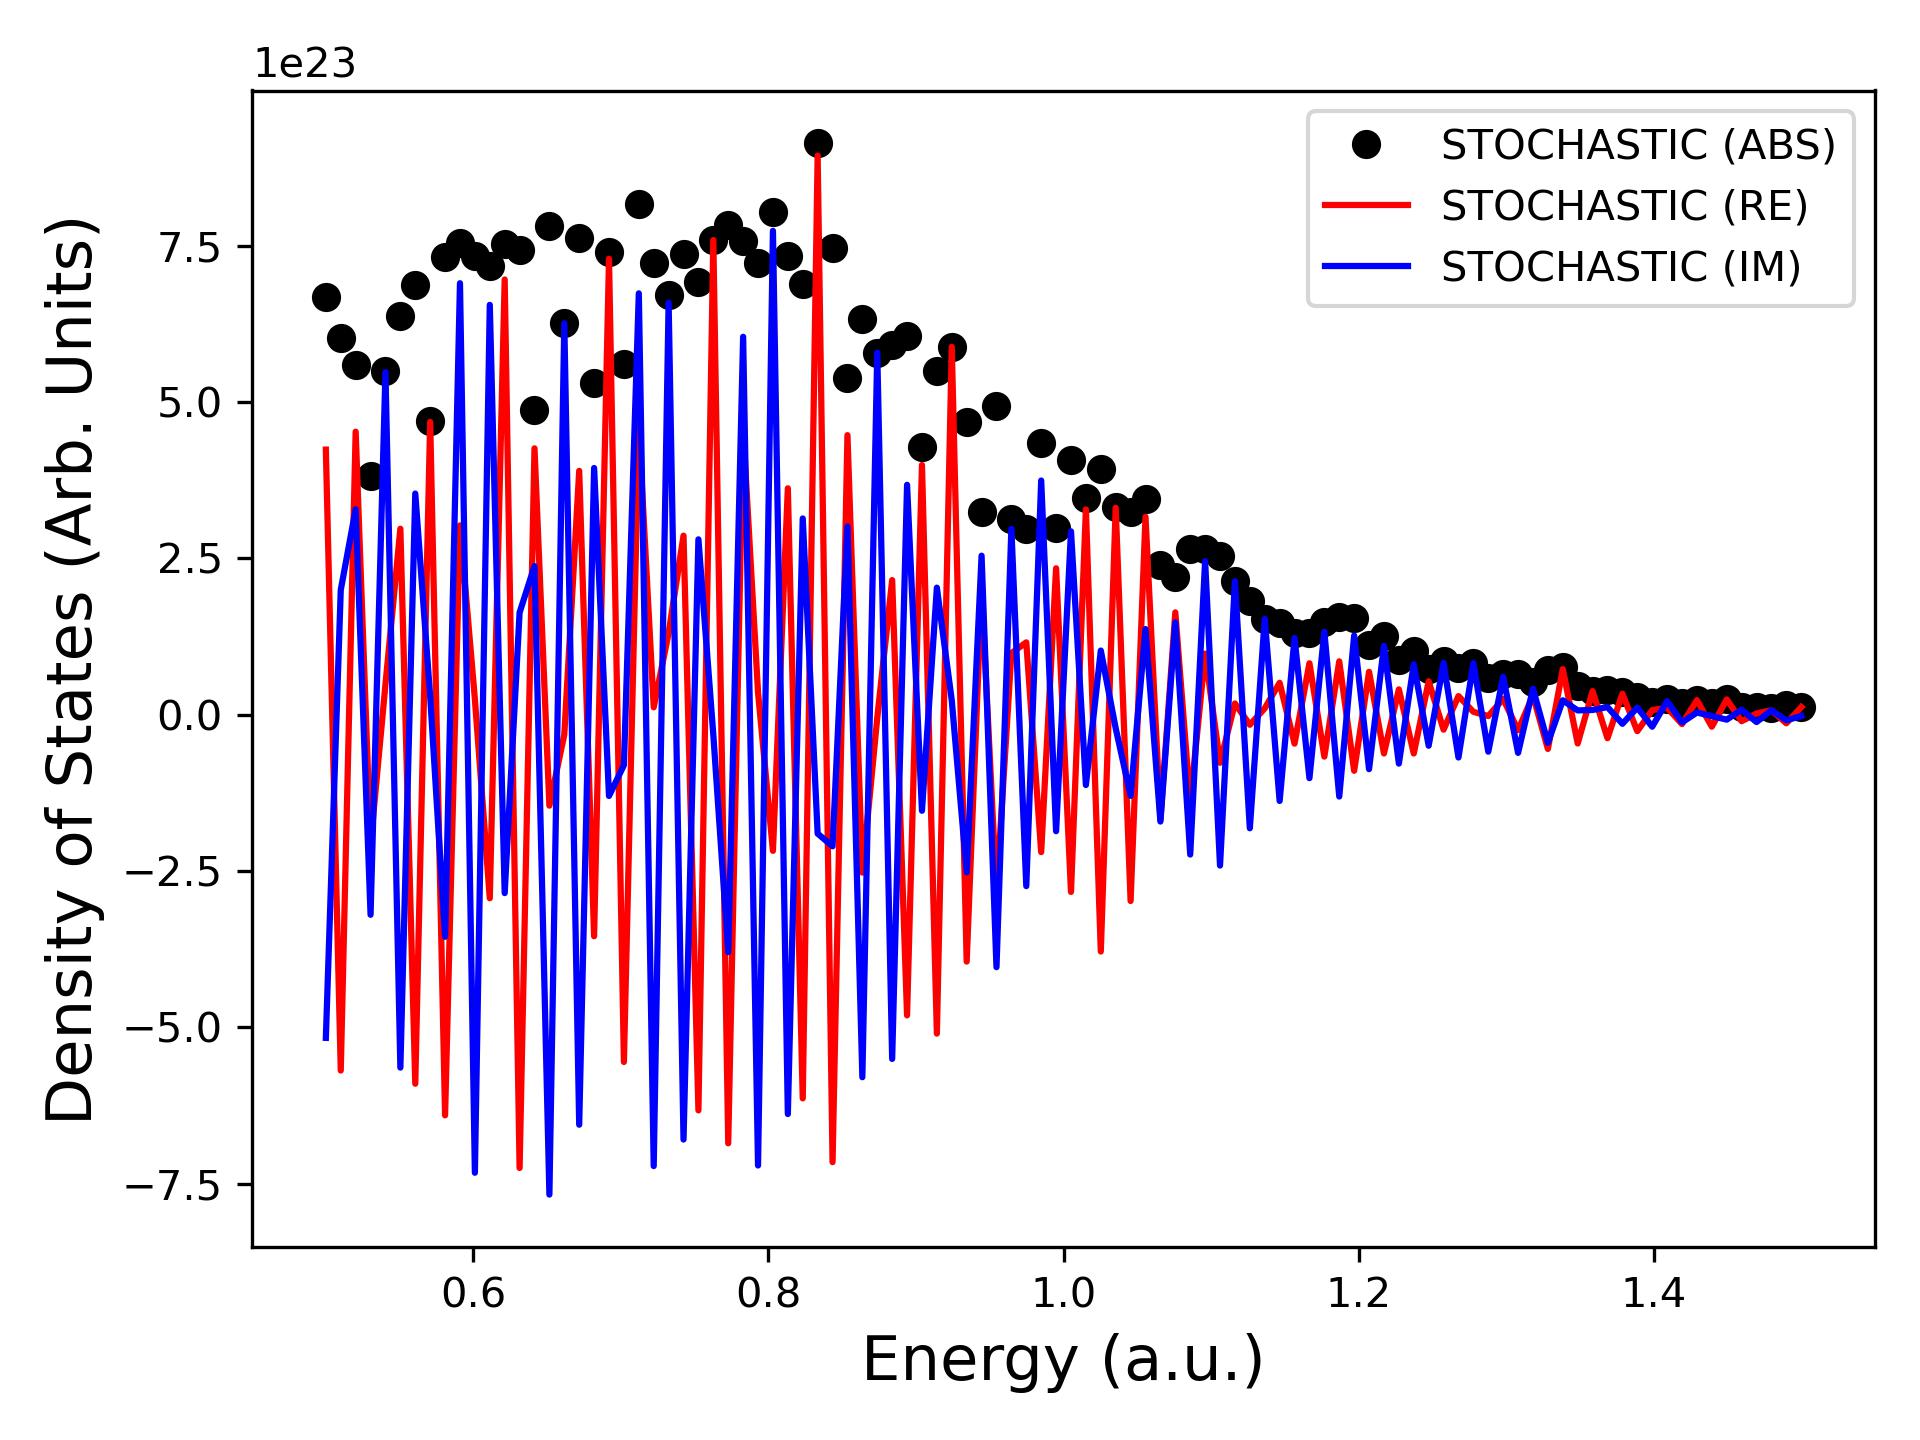 1e23
STOCHASTIC (ABS)
STOCHASTIC (RE)
STOCHASTIC (IM)
7.5
5.0
2.5
0.0
−2.5
−5.0
−7.5
Density of States (Arb. Units)
0.6 0.8 1.0 1.2 1.4
Energy (a.u.)